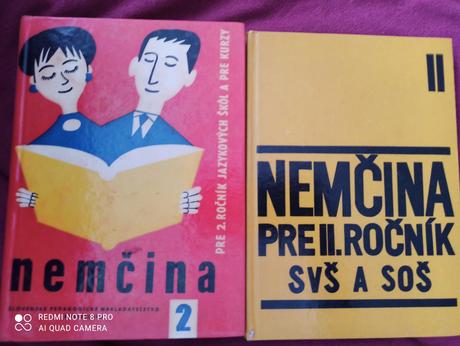 PRE 2. ROČNÍK JAZYKOVÝCH ŠKÔL A PRE KURZY
nemčina
SLOVENSKÉ PEDAGOGICKÉ NAKLADATEĽSTVO
2
II
NEMČINA
PRE II. ROČNÍK
SVŠ A SOŠ
REDMI NOTE 8 PRO
AI QUAD CAMERA